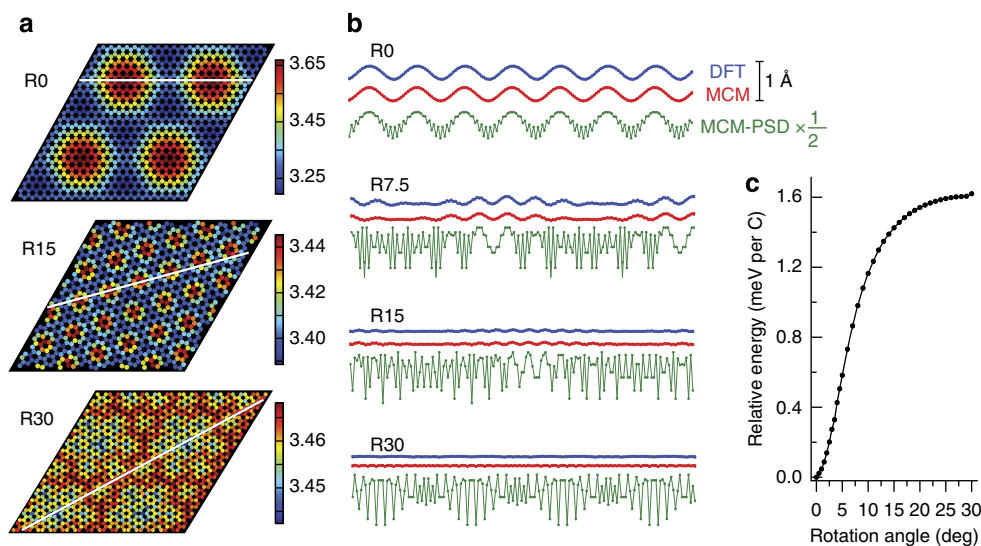 a
R0
3.65
3.45
3.25
R15
3.44
3.42
3.40
R30
3.46
3.45
b
R0
DFT
1 Å
MCM
MCM-PSD × 1/2
R7.5
R15
R30
c
Relative energy (meV per C)
1.6
1.2
0.8
0.4
0.0
0 5 10 15 20 25 30
Rotation angle (deg)